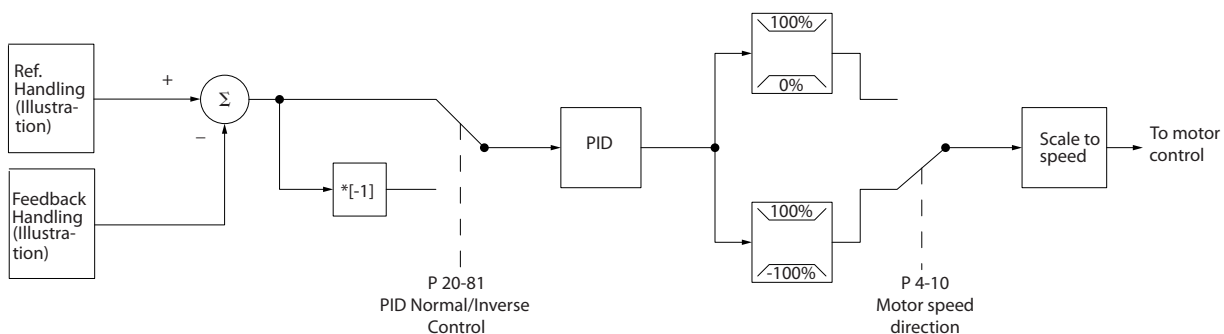 Ref.
Handling
(Illustra-
tion)
+
Σ
−
Feedback
Handling
(Illustra-
tion)
*[-1]
P 20-81
PID Normal/Inverse
Control
PID
100%
0%
100%
-100%
P 4-10
Motor speed
direction
Scale to
speed
To motor
control